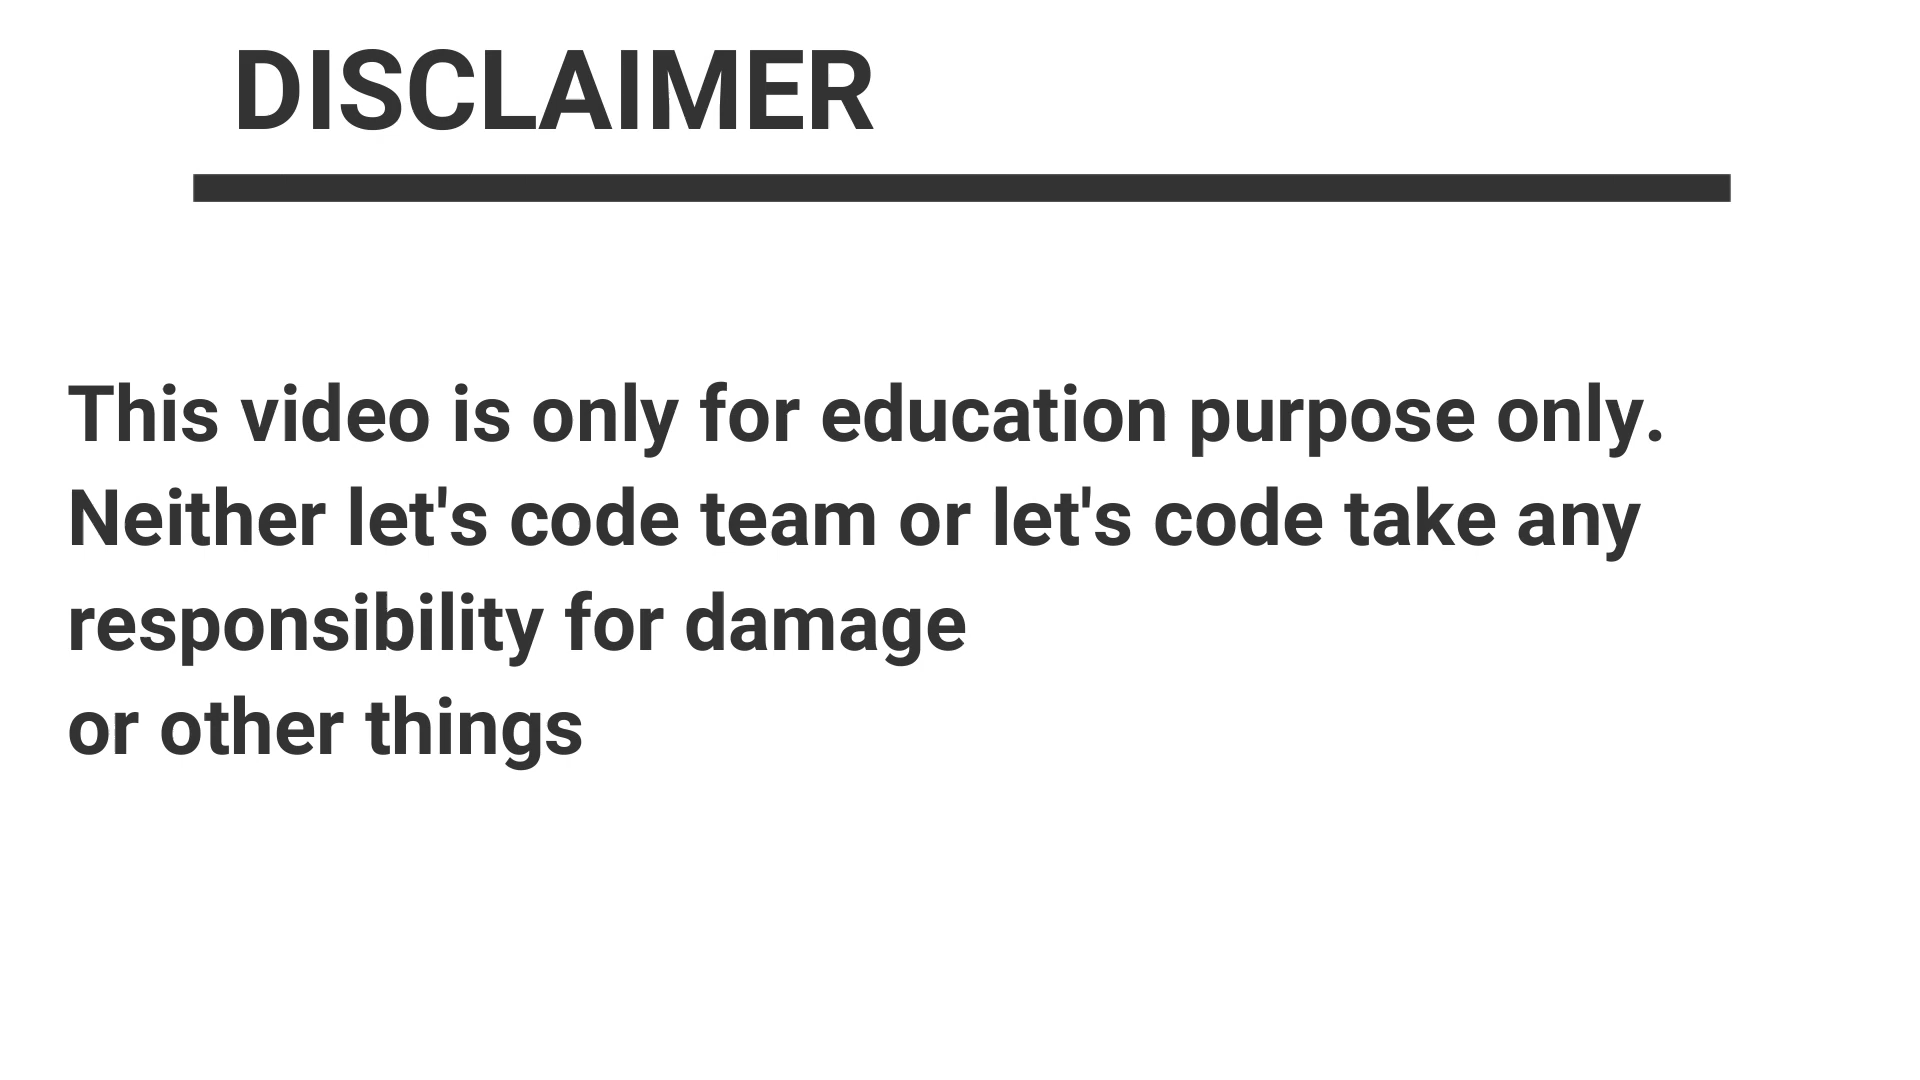 DISCLAIMER
This video is only for education purpose only.
Neither let's code team or let's code take any
responsibility for damage
or other things